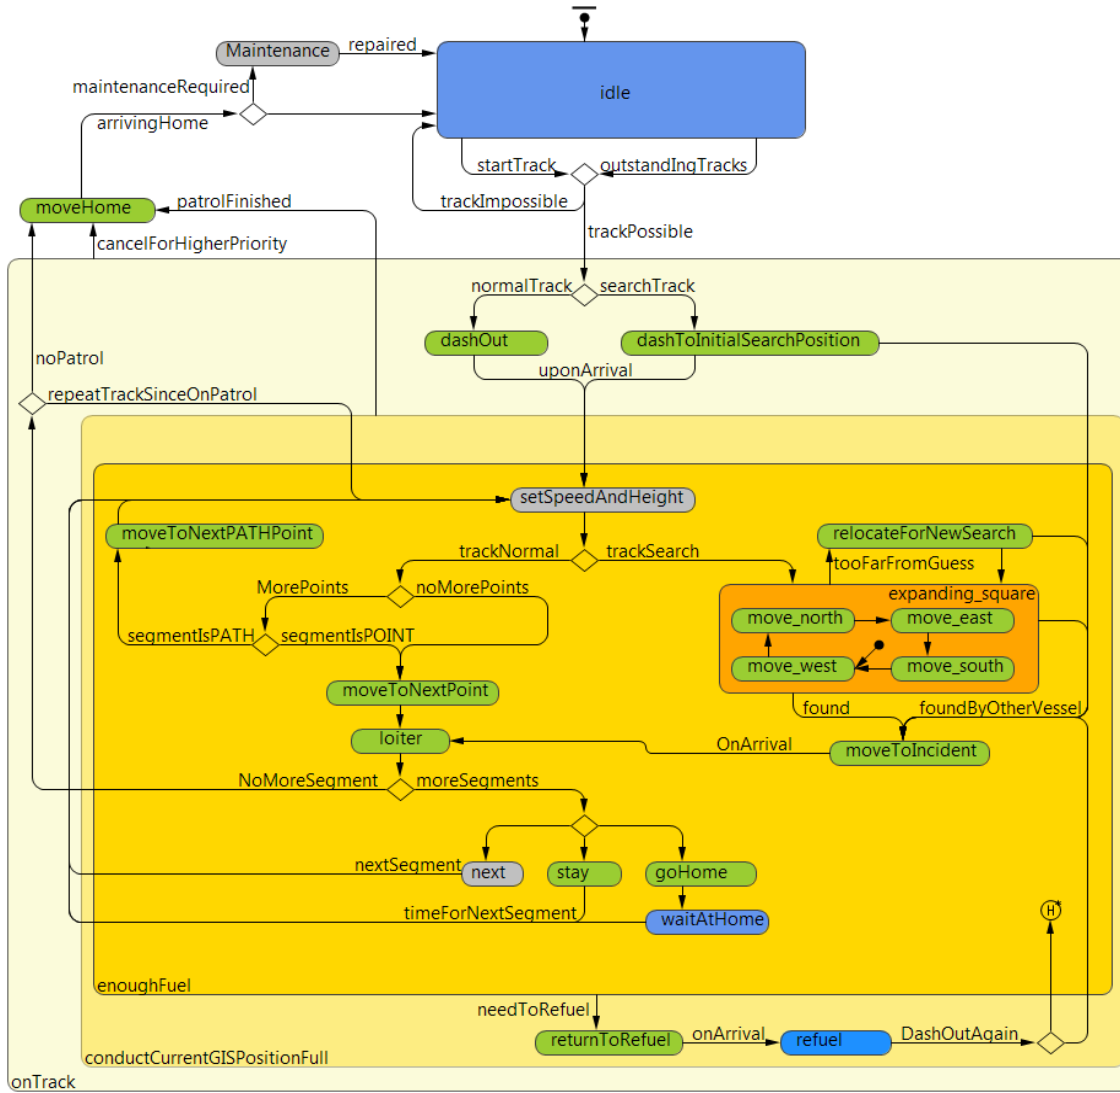 Maintenance
repaired
maintenanceRequired
idle
arrivingHome
startTrack
outstandIngTracks
moveHome
patrolFinished
trackImpossible
trackPossible
cancelForHigherPriority
normalTrack
searchTrack
dashOut
dashToInitialSearchPosition
noPatrol
uponArrival
repeatTrackSinceOnPatrol
setSpeedAndHeight
moveToNextPATHPoint
relocateForNewSearch
trackNormal
trackSearch
tooFarFromGuess
MorePoints
noMorePoints
expanding_square
move_north
move_east
segmentIsPATH
segmentIsPOINT
move_west
move_south
moveToNextPoint
found
foundByOtherVessel
loiter
OnArrival
moveToIncident
NoMoreSegment
moreSegments
nextSegment
next
stay
goHome
timeForNextSegment
waitAtHome
H*
enoughFuel
needToRefuel
returnToRefuel
onArrival
refuel
DashOutAgain
conductCurrentGISPositionFull
onTrack